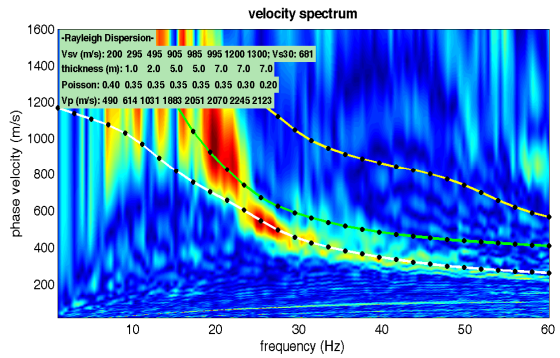 velocity spectrum
-Rayleigh Dispersion-
Vsv (m/s): 200 295 495 905 985 995 1200 1300; Vs30: 681
thickness (m): 1.0 2.0 5.0 5.0 7.0 7.0 7.0
Poisson: 0.40 0.35 0.35 0.35 0.35 0.35 0.30 0.20
Vp (m/s): 490 614 1031 1883 2051 2070 2245 2123
1600
1400
1200
1000
800
600
400
200
phase velocity (m/s)
10 20 30 40 50 60
frequency (Hz)